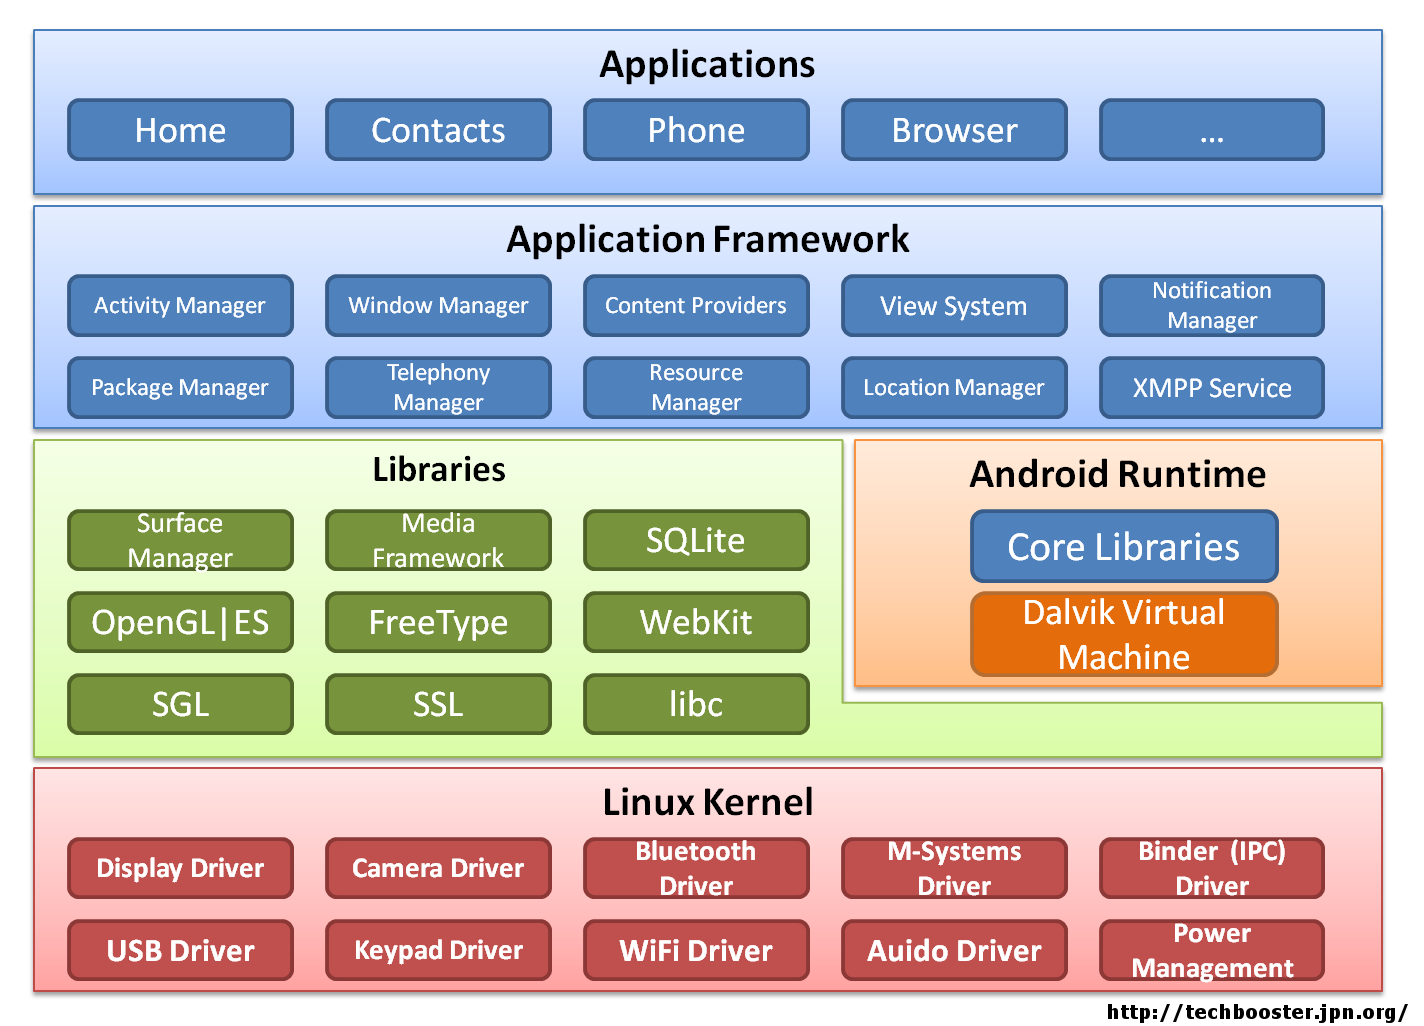 Applications
Home
Contacts
Phone
Browser
...
Application Framework
Activity Manager
Window Manager
Content Providers
View System
Notification
Manager
Package Manager
Telephony
Manager
Resource
Manager
Location Manager
XMPP Service
Libraries
Surface
Manager
Media
Framework
SQLite
OpenGL|ES
FreeType
WebKit
SGL
SSL
libc
Android Runtime
Core Libraries
Dalvik Virtual
Machine
Linux Kernel
Display Driver
Camera Driver
Bluetooth
Driver
M-Systems
Driver
Binder (IPC)
Driver
USB Driver
Keypad Driver
WiFi Driver
Auido Driver
Power
Management
http://techbooster.jpn.org/